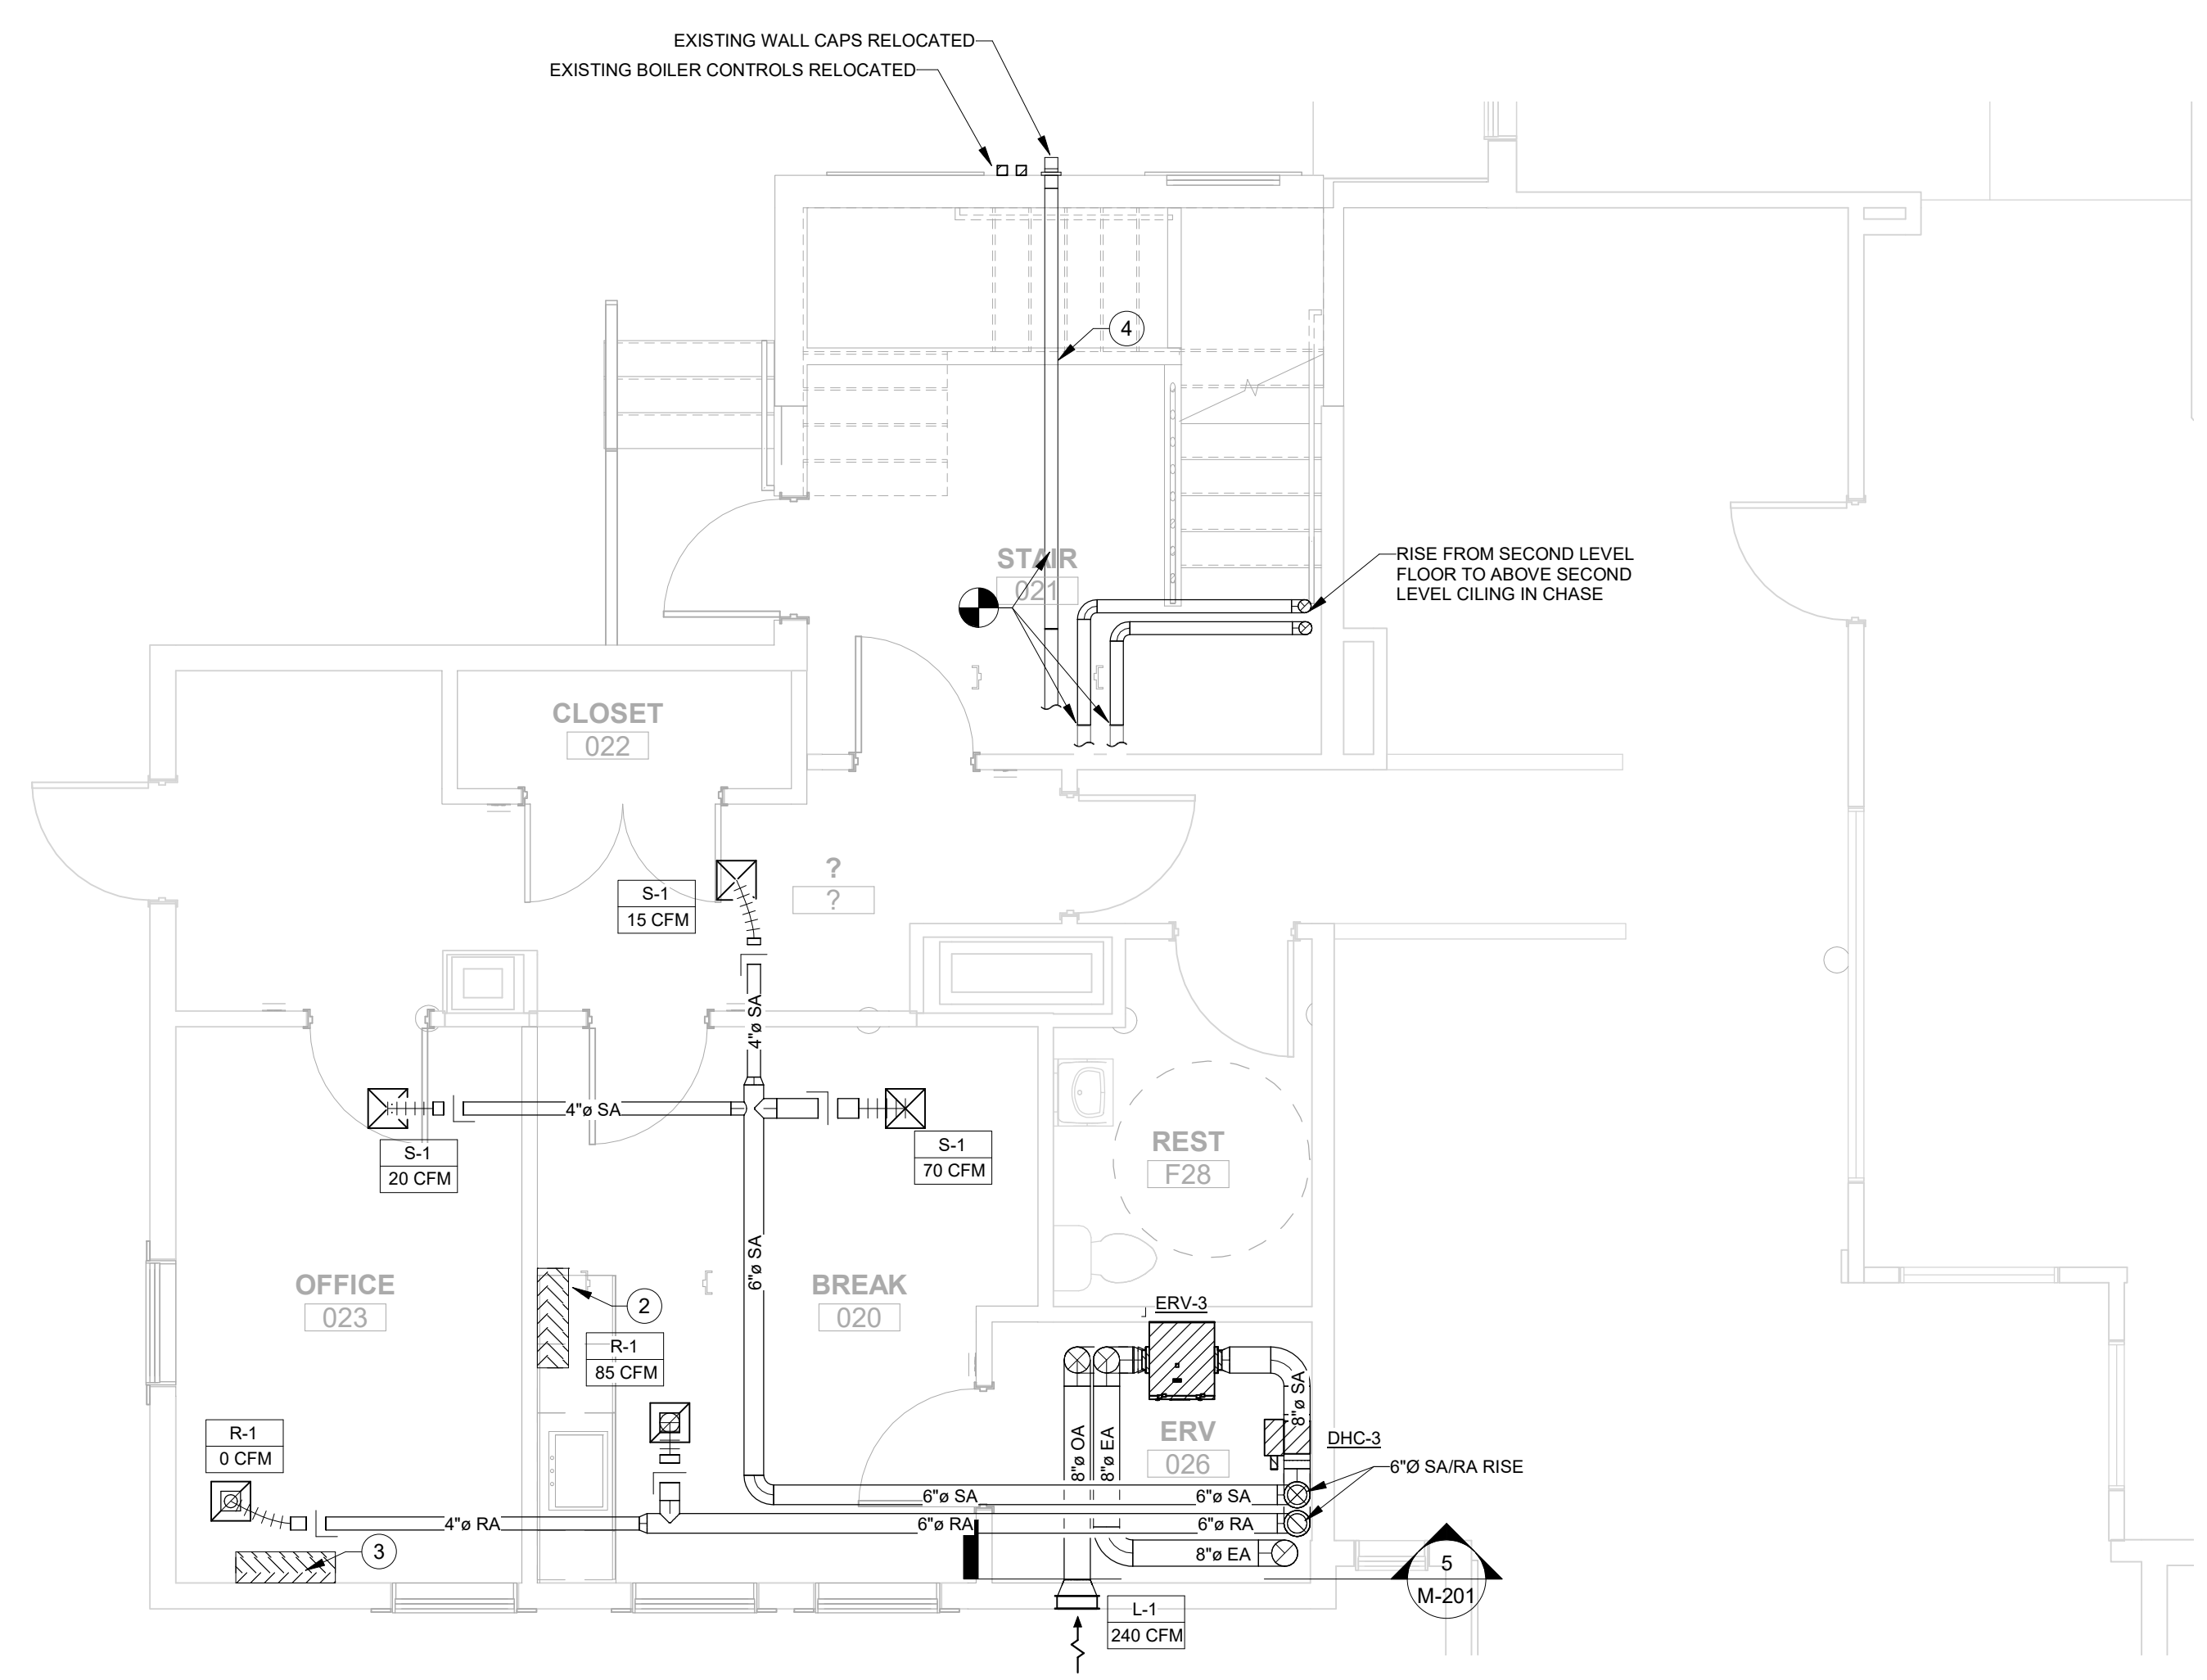 EXISTING WALL CAPS RELOCATED
EXISTING BOILER CONTROLS RELOCATED
4
STAIR
021
RISE FROM SECOND LEVEL
FLOOR TO ABOVE SECOND
LEVEL CILING IN CHASE
CLOSET
022
?
?
S-1
15 CFM
4"ø SA
4"ø SA
S-1
20 CFM
S-1
70 CFM
REST
F28
6"ø SA
OFFICE
023
2
BREAK
020
ERV-3
R-1
85 CFM
8"ø SA
R-1
0 CFM
8"ø OA
8"ø EA
ERV
026
DHC-3
6"Ø SA/RA RISE
6"ø SA
6"ø SA
4"ø RA
6"ø RA
6"ø RA
3
8"ø EA
5
M-201
L-1
240 CFM